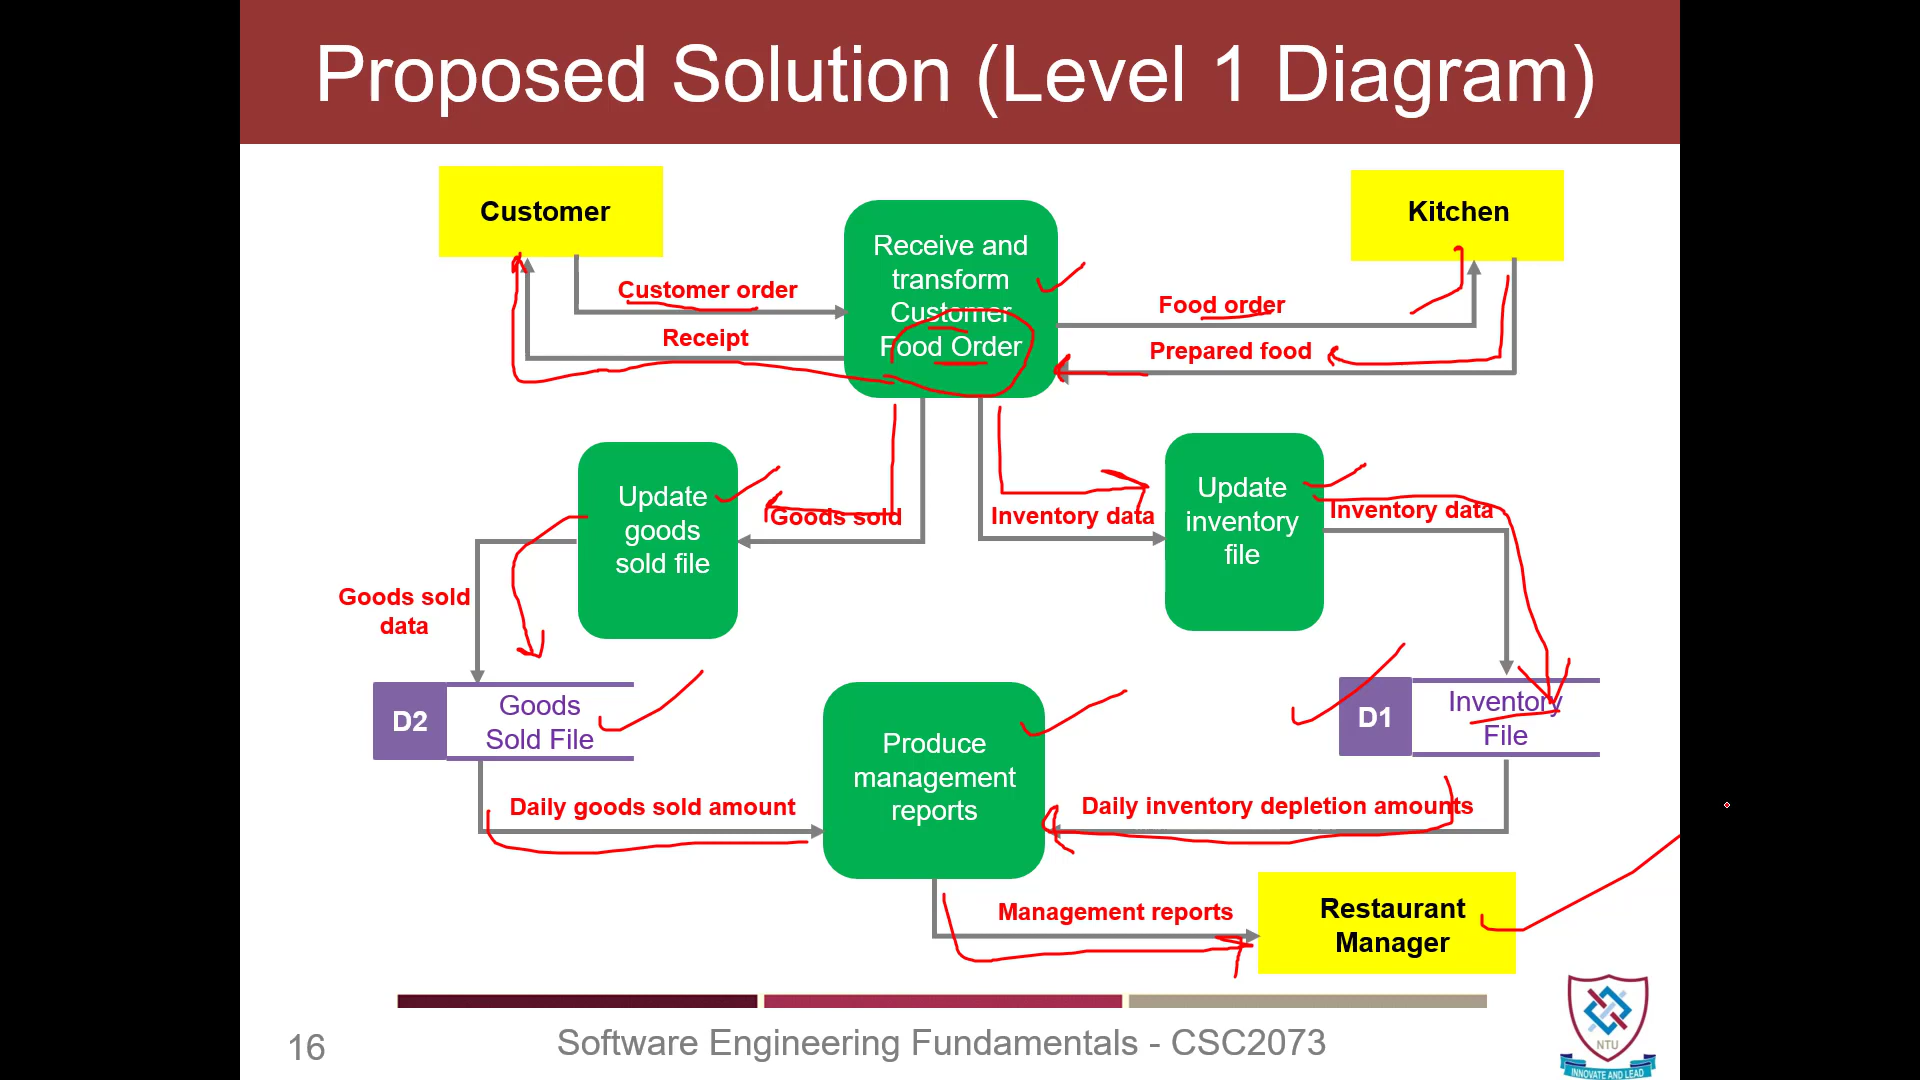 Proposed Solution (Level 1 Diagram)
Customer
Kitchen
Receive and
transform
Customer
Food Order
Customer order
Receipt
Food order
Prepared food
Update
goods
sold file
Goods sold
Inventory data
Update
inventory
file
Inventory data
Goods sold
data
D2
Goods
Sold File
Produce
management
reports
D1
Inventory
File
Daily goods sold amount
Daily inventory depletion amounts
Management reports
Restaurant
Manager
16
Software Engineering Fundamentals - CSC2073
NTU
INNOVATE AND LEAD